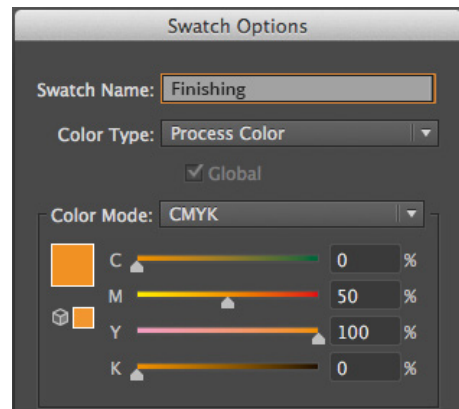 Swatch Options
Swatch Name: Finishing
Color Type: Process Color
Global
Color Mode: CMYK
C 0 %
M 50 %
Y 100 %
K 0 %